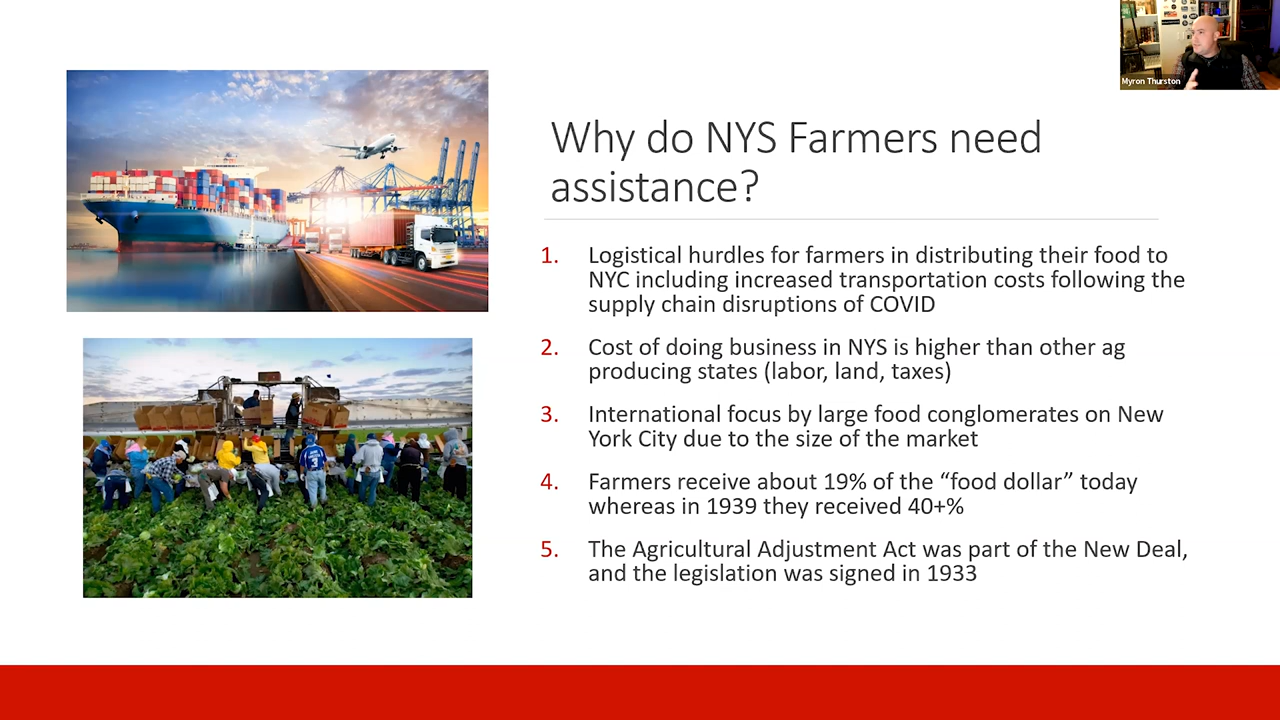 Myron Thurston
Why do NYS Farmers need
assistance?
1. Logistical hurdles for farmers in distributing their food to
NYC including increased transportation costs following the
supply chain disruptions of COVID
2. Cost of doing business in NYS is higher than other ag
producing states (labor, land, taxes)
3. International focus by large food conglomerates on New
York City due to the size of the market
4. Farmers receive about 19% of the “food dollar” today
whereas in 1939 they received 40+%
5. The Agricultural Adjustment Act was part of the New Deal,
and the legislation was signed in 1933